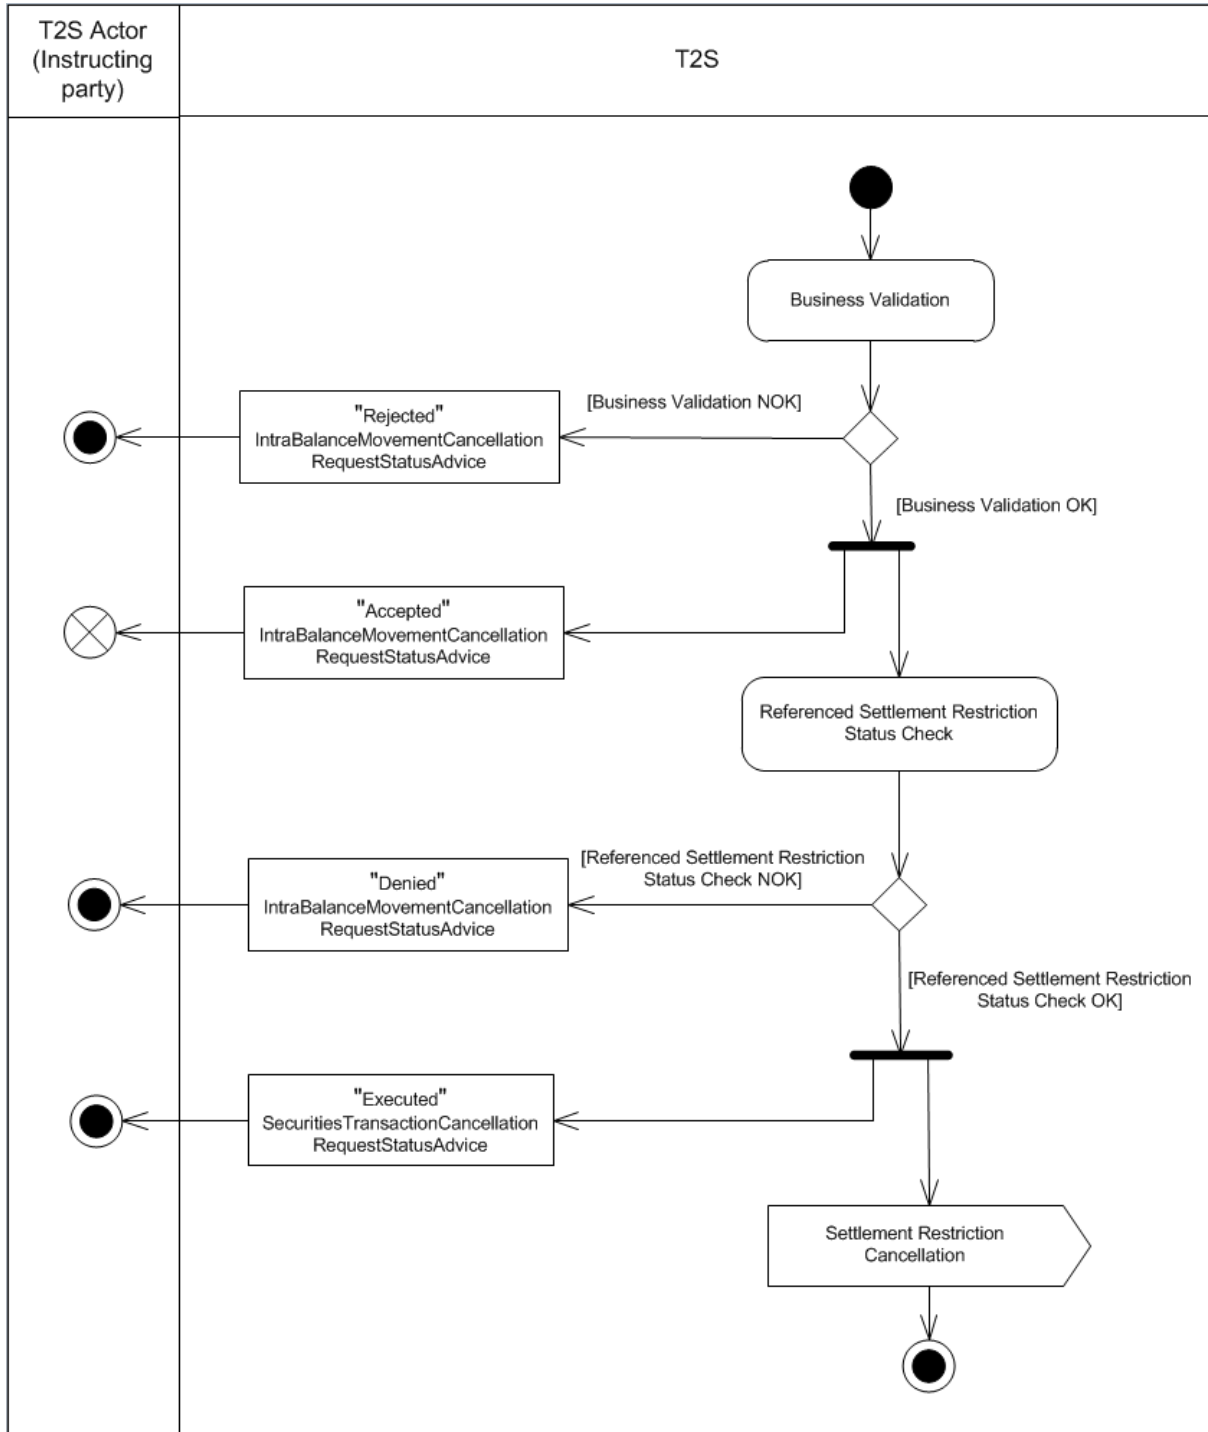 T2S Actor
(Instructing
party)
T2S
Business Validation
[Business Validation NOK]
"Rejected"
IntraBalanceMovementCancellation
RequestStatusAdvice
[Business Validation OK]
"Accepted"
IntraBalanceMovementCancellation
RequestStatusAdvice
Referenced Settlement Restriction
Status Check
[Referenced Settlement Restriction
Status Check NOK]
"Denied"
IntraBalanceMovementCancellation
RequestStatusAdvice
[Referenced Settlement Restriction
Status Check OK]
"Executed"
SecuritiesTransactionCancellation
RequestStatusAdvice
Settlement Restriction
Cancellation